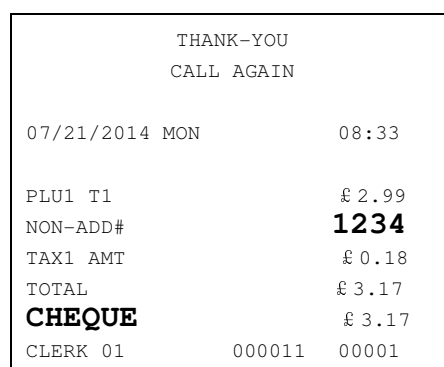 THANK-YOU
CALL AGAIN
07/21/2014 MON 08:33
PLU1 T1 £2.99
NON-ADD# 1234
TAX1 AMT £0.18
TOTAL £3.17
CHEQUE £3.17
CLERK 01 000011 00001